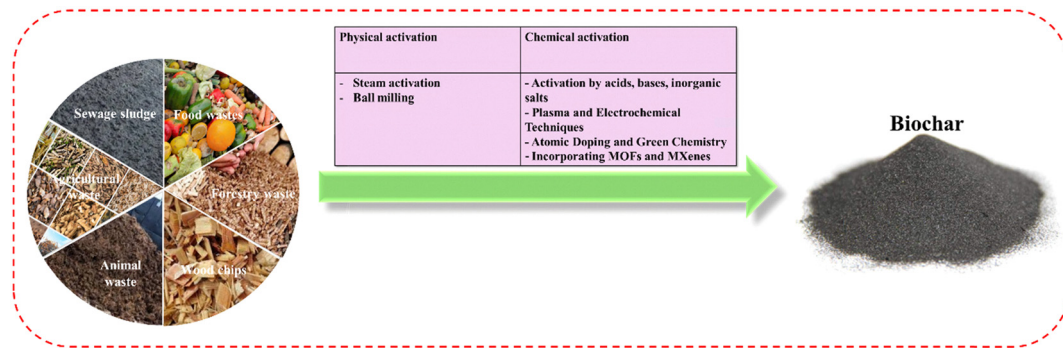 Physical activation
Chemical activation
- Steam activation
- Ball milling
- Activation by acids, bases, inorganic
salts
- Plasma and Electrochemical
Techniques
- Atomic Doping and Green Chemistry
- Incorporating MOFs and MXenes
Sewage sludge
Food wastes
Agricultural
waste
Forestry waste
Animal
waste
Wood chips
Biochar